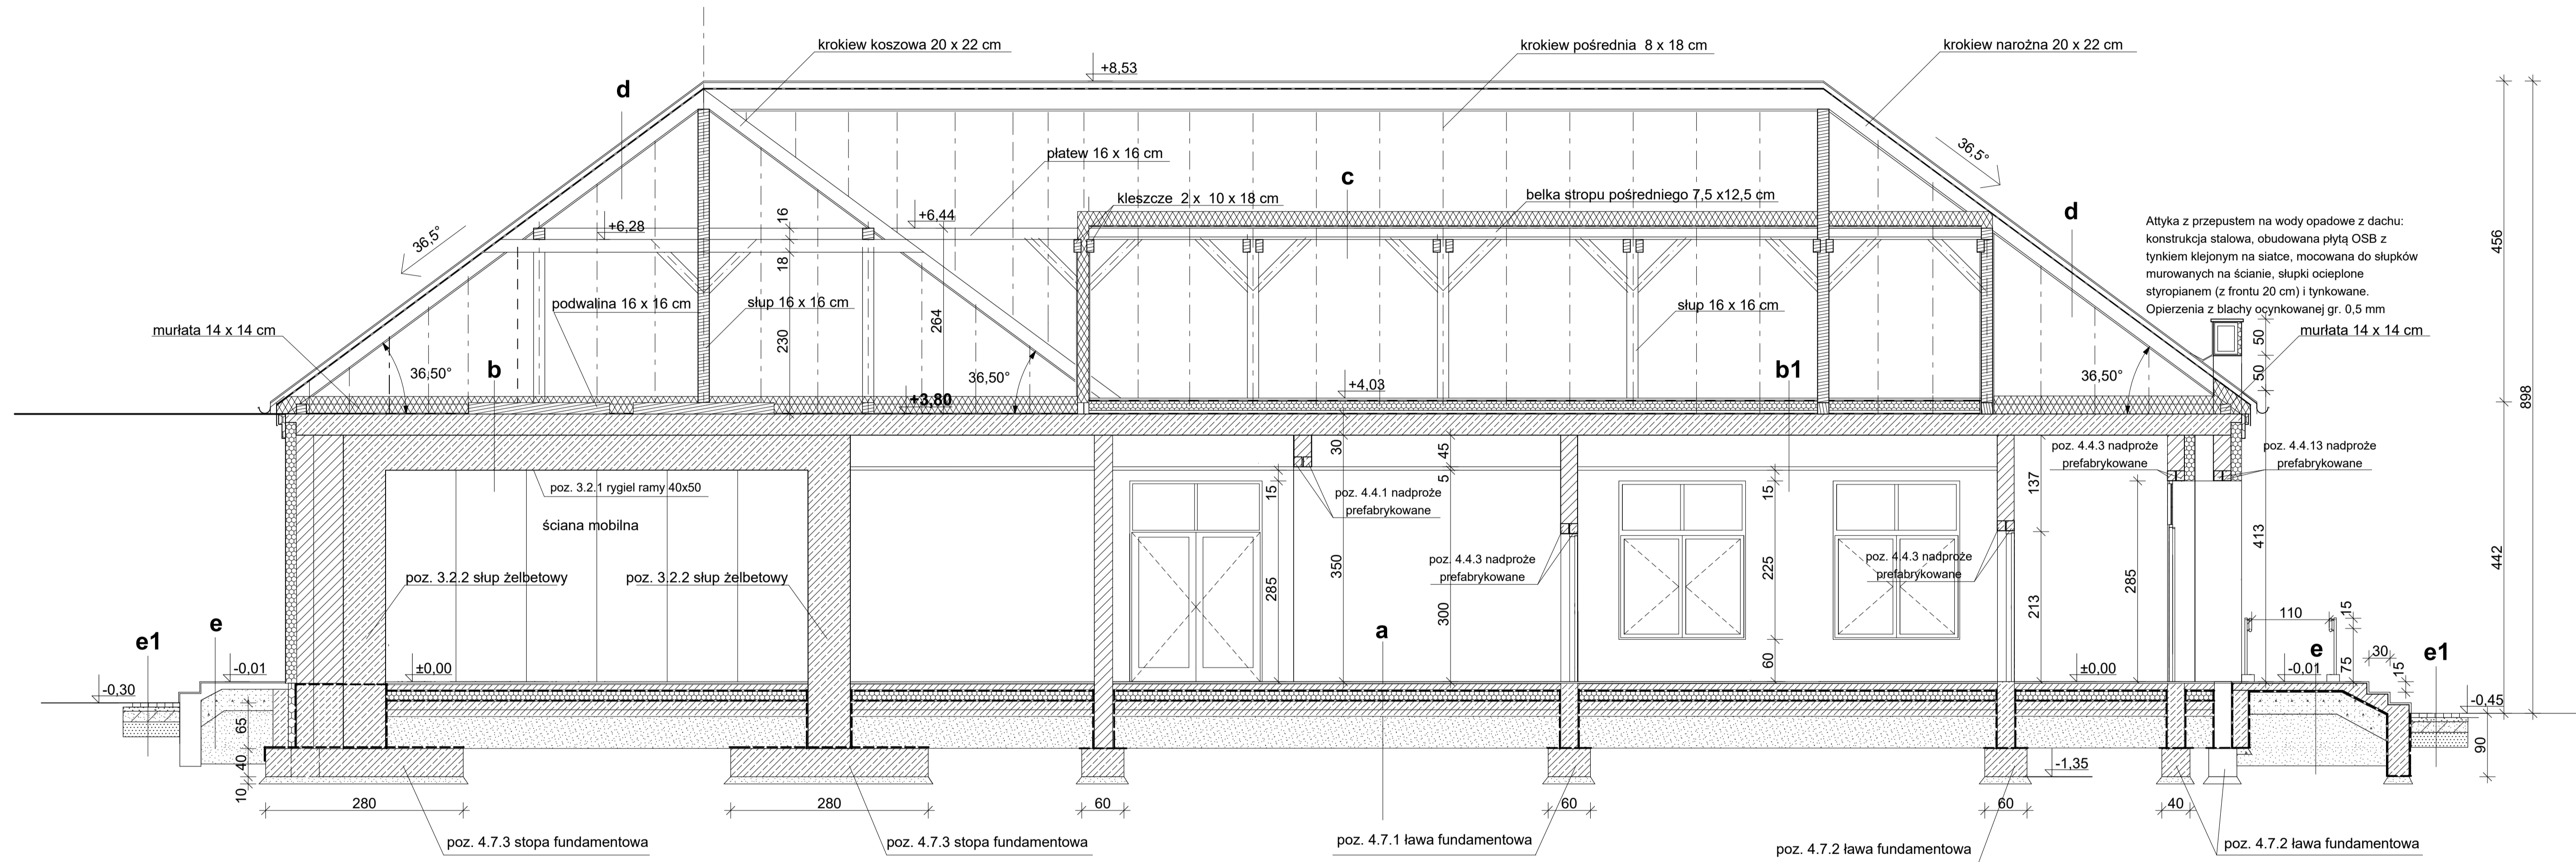 krokiew koszowa 20 x 22 cm
krokiew pośrednia 8 x 18 cm
krokiew narożna 20 x 22 cm
+8,53
d
płatew 16 x 16 cm
36,5°
c
kleszcze 2 x 10 x 18 cm
belka stropu pośredniego 7,5 x12,5 cm
d
Attyka z przepustem na wody opadowe z dachu:
konstrukcja stalowa, obudowana płytą OSB z
tynkiem klejonym na siatce, mocowana do słupków
murowanych na ścianie, słupki ocieplone
styropianem (z frontu 20 cm) i tynkowane.
Opierzenia z blachy ocynkowanej gr. 0,5 mm
456
+6,28
16
+6,44
36,5°
18
podwalina 16 x 16 cm
słup 16 x 16 cm
264
230
słup 16 x 16 cm
murłata 14 x 14 cm
murłata 14 x 14 cm
50
50
b
36,50°
36,50°
+4,03
b1
36,50°
+3,80
898
30
45
poz. 4.4.3 nadproże
prefabrykowane
poz. 4.4.13 nadproże
prefabrykowane
poz. 3.2.1 rygiel ramy 40x50
15
5
15
137
poz. 4.4.1 nadproże
prefabrykowane
ściana mobilna
413
442
poz. 3.2.2 słup żelbetowy
poz. 3.2.2 słup żelbetowy
285
350
poz. 4.4.3 nadproże
prefabrykowane
225
poz. 4.4.3 nadproże
prefabrykowane
285
300
213
110
15
e1
e
a
60
75
30
15
e
e1
-0,01
±0,00
±0,00
-0,01
-0,30
-0,45
65
40
10
-1,35
90
280
280
60
60
60
40
poz. 4.7.3 stopa fundamentowa
poz. 4.7.3 stopa fundamentowa
poz. 4.7.1 ława fundamentowa
poz. 4.7.2 ława fundamentowa
poz. 4.7.2 ława fundamentowa